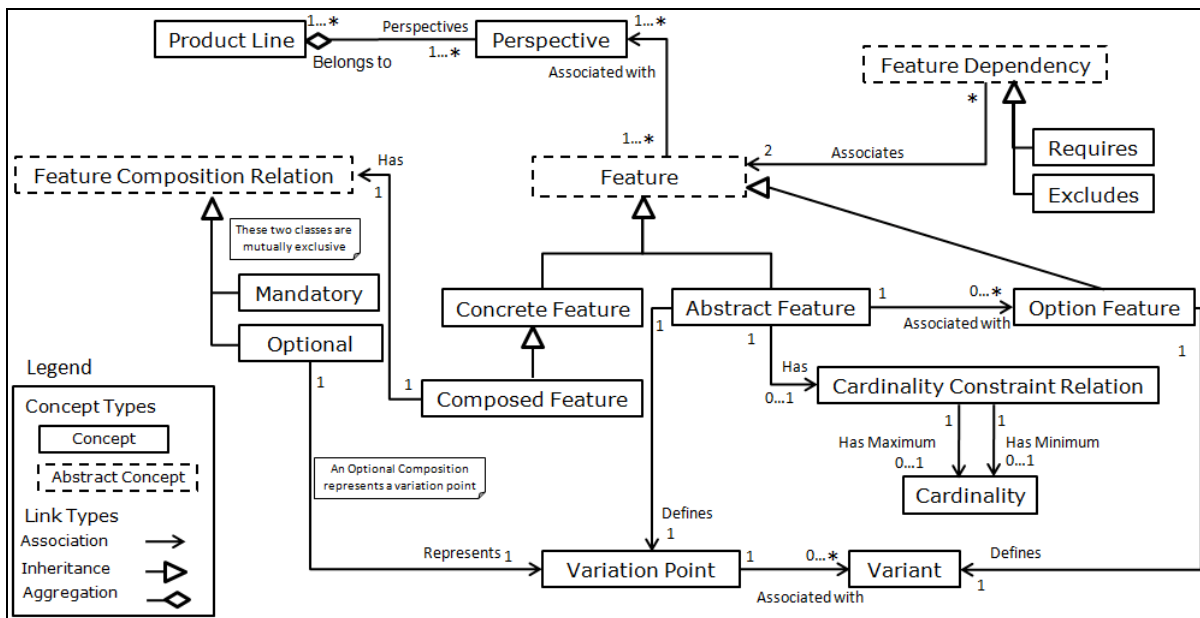 1...*
Perspectives
1...*
Product Line
Perspective
Belongs to
1...*
Associated with
Feature Dependency
*
1...*
Has
2
Associates
Requires
Feature Composition Relation
Feature
1
Excludes
These two classes are
mutually exclusive
Mandatory
Concrete Feature
Abstract Feature
1
0...*
Option Feature
Associated with
Optional
1
1
1
Legend
1
Has
Cardinality Constraint Relation
1
Composed Feature
0...1
Concept Types
Concept
1
1
Has Maximum
Has Minimum
0...1
0...1
Abstract Concept
An Optional Composition
represents a variation point
Cardinality
Link Types
Association
Defines
1
Represents
1
Variation Point
1
0...*
Variant
Defines
1
Inheritance
Associated with
Aggregation